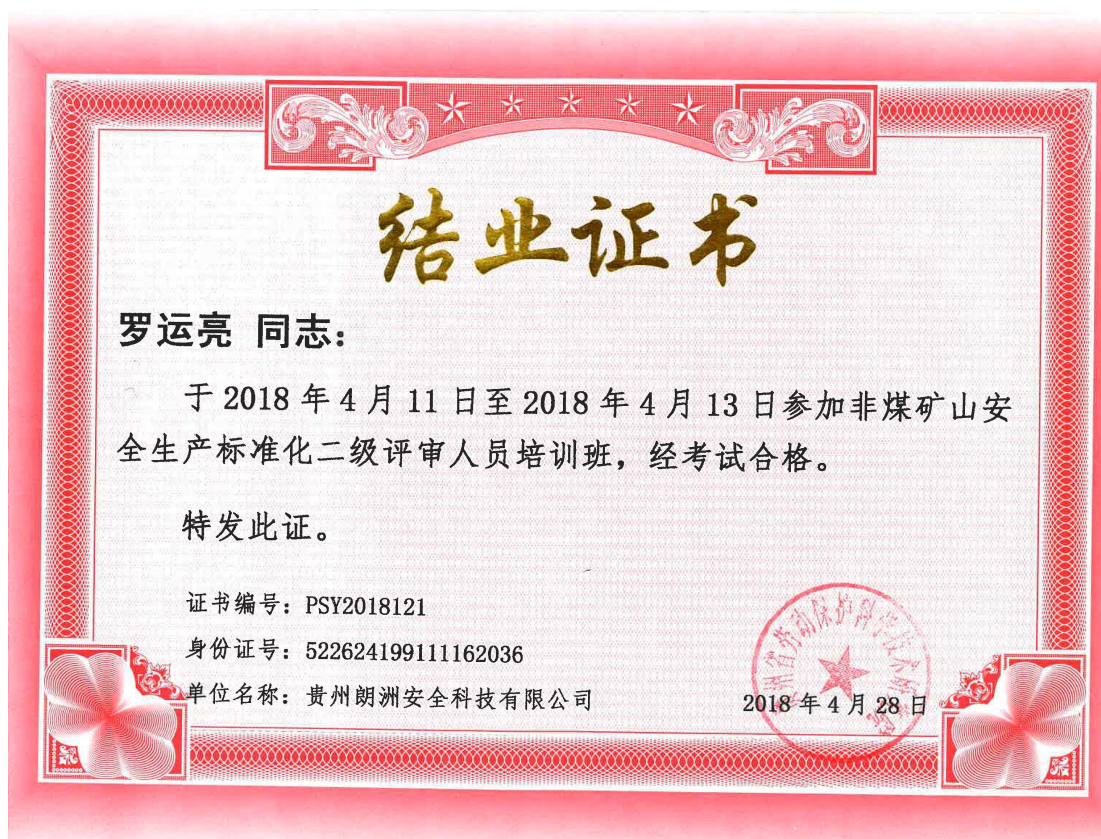 结业证书
罗运亮 同志：
于 2018 年 4 月 11 日至 2018 年 4 月 13 日参加非煤矿山安
全生产标准化二级评审人员培训班，经考试合格。
特发此证。
证书编号：PSY2018121
身份证号：522624199111162036
单位名称：贵州朗洲安全科技有限公司
2018 年 4 月 28 日